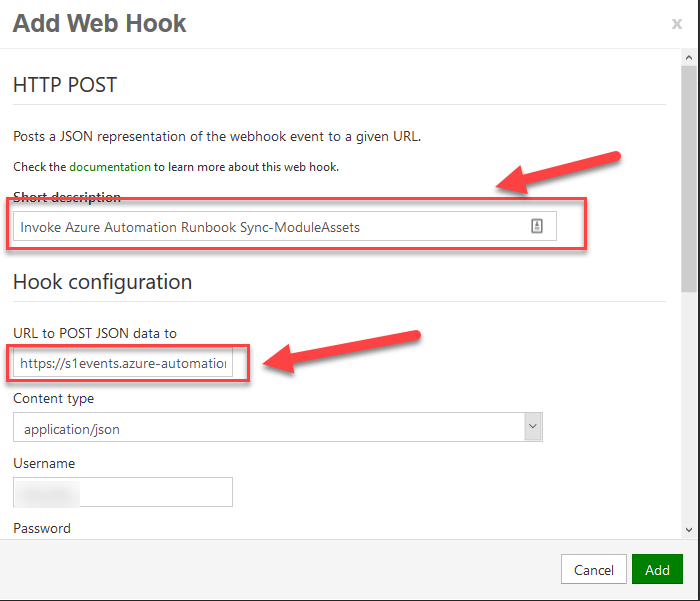 Add Web Hook
x
HTTP POST
Posts a JSON representation of the webhook event to a given URL.
Check the documentation to learn more about this web hook.
Short description
Invoke Azure Automation Runbook Sync-ModuleAssets
Hook configuration
URL to POST JSON data to
https://s1events.azure-automation
Content type
application/json
Username
Password
Cancel Add